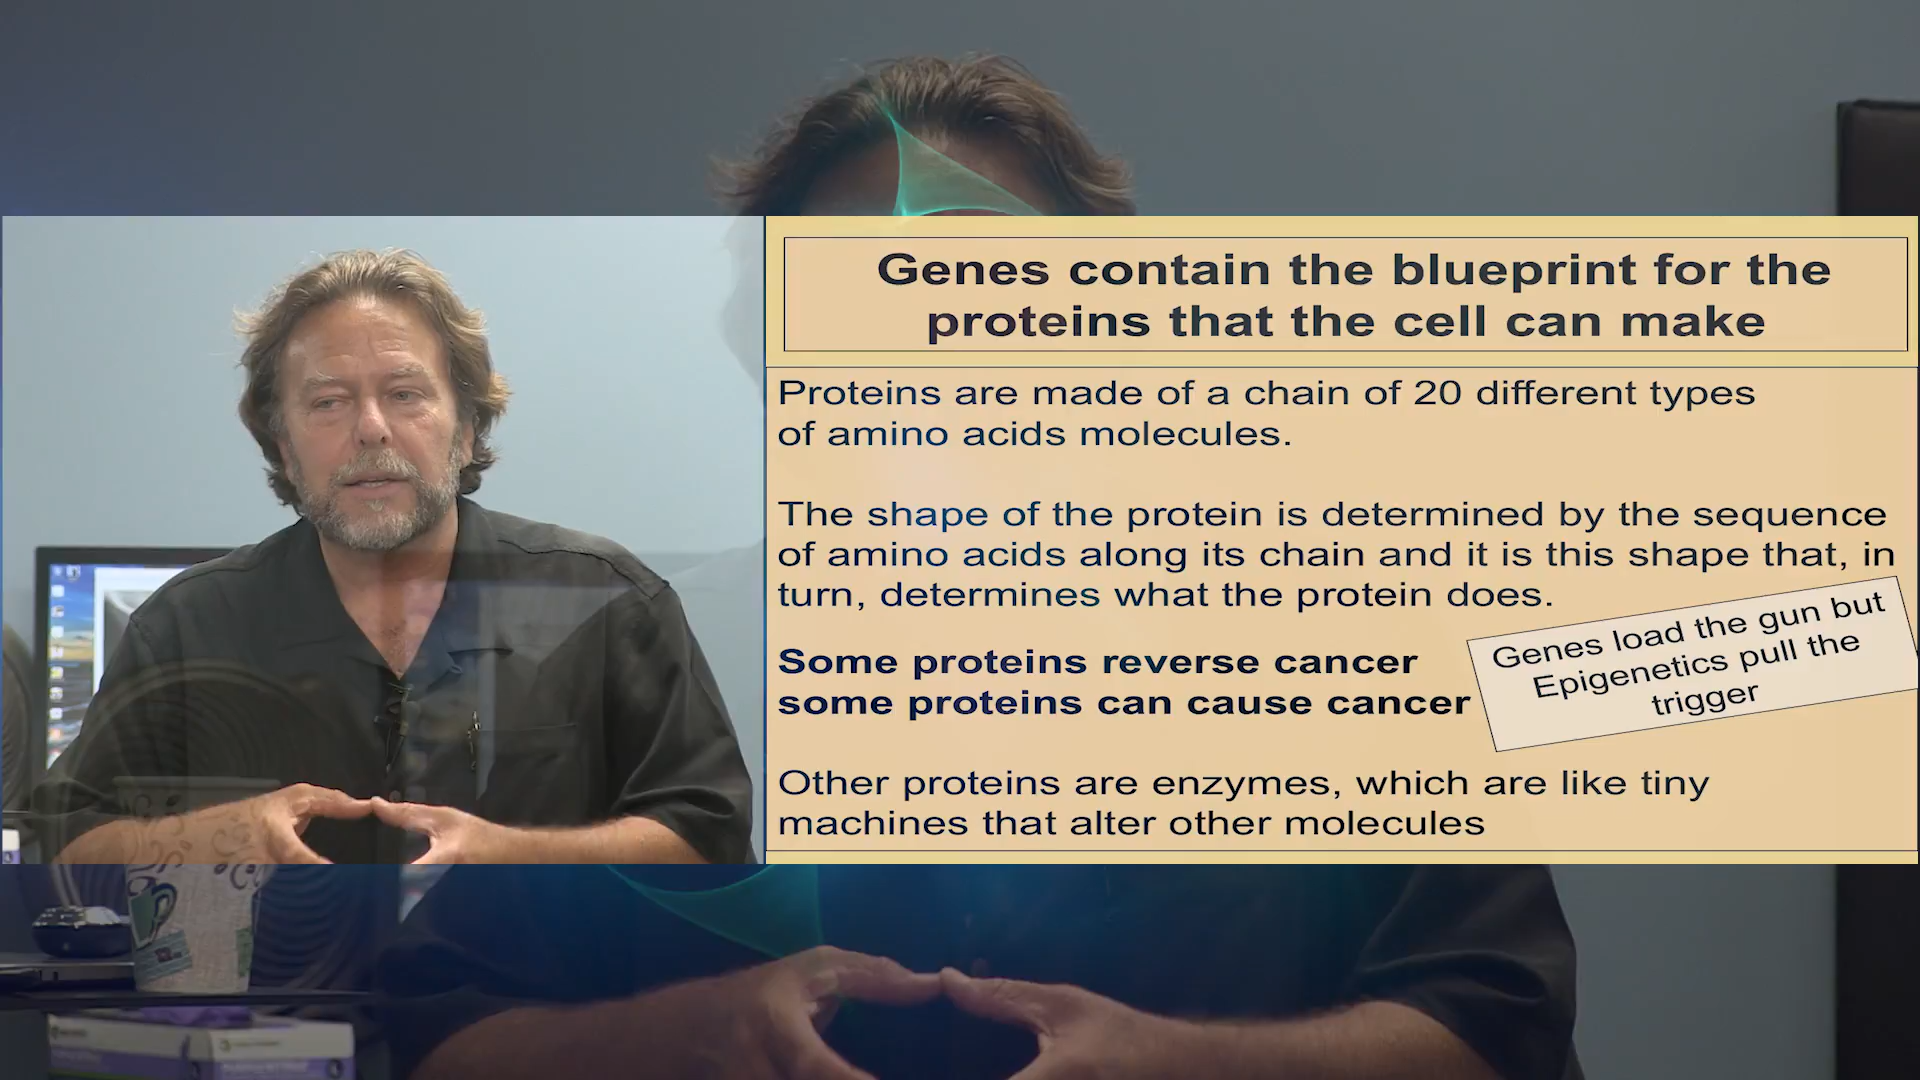 Genes contain the blueprint for the
proteins that the cell can make
Proteins are made of a chain of 20 different types
of amino acids molecules.
The shape of the protein is determined by the sequence
of amino acids along its chain and it is this shape that, in
turn, determines what the protein does.
Some proteins reverse cancer
some proteins can cause cancer
Genes load the gun but
Epigenetics pull the
trigger
Other proteins are enzymes, which are like tiny
machines that alter other molecules